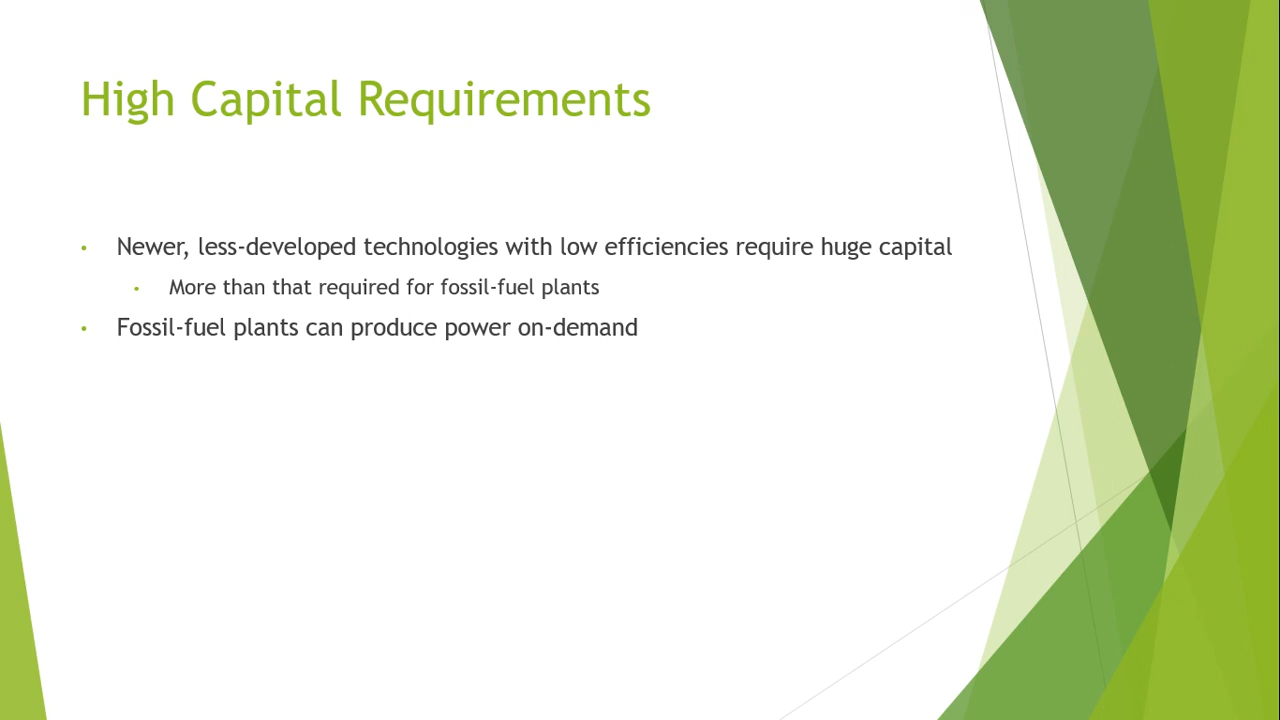 High Capital Requirements
• Newer, less-developed technologies with low efficiencies require huge capital
• More than that required for fossil-fuel plants
• Fossil-fuel plants can produce power on-demand